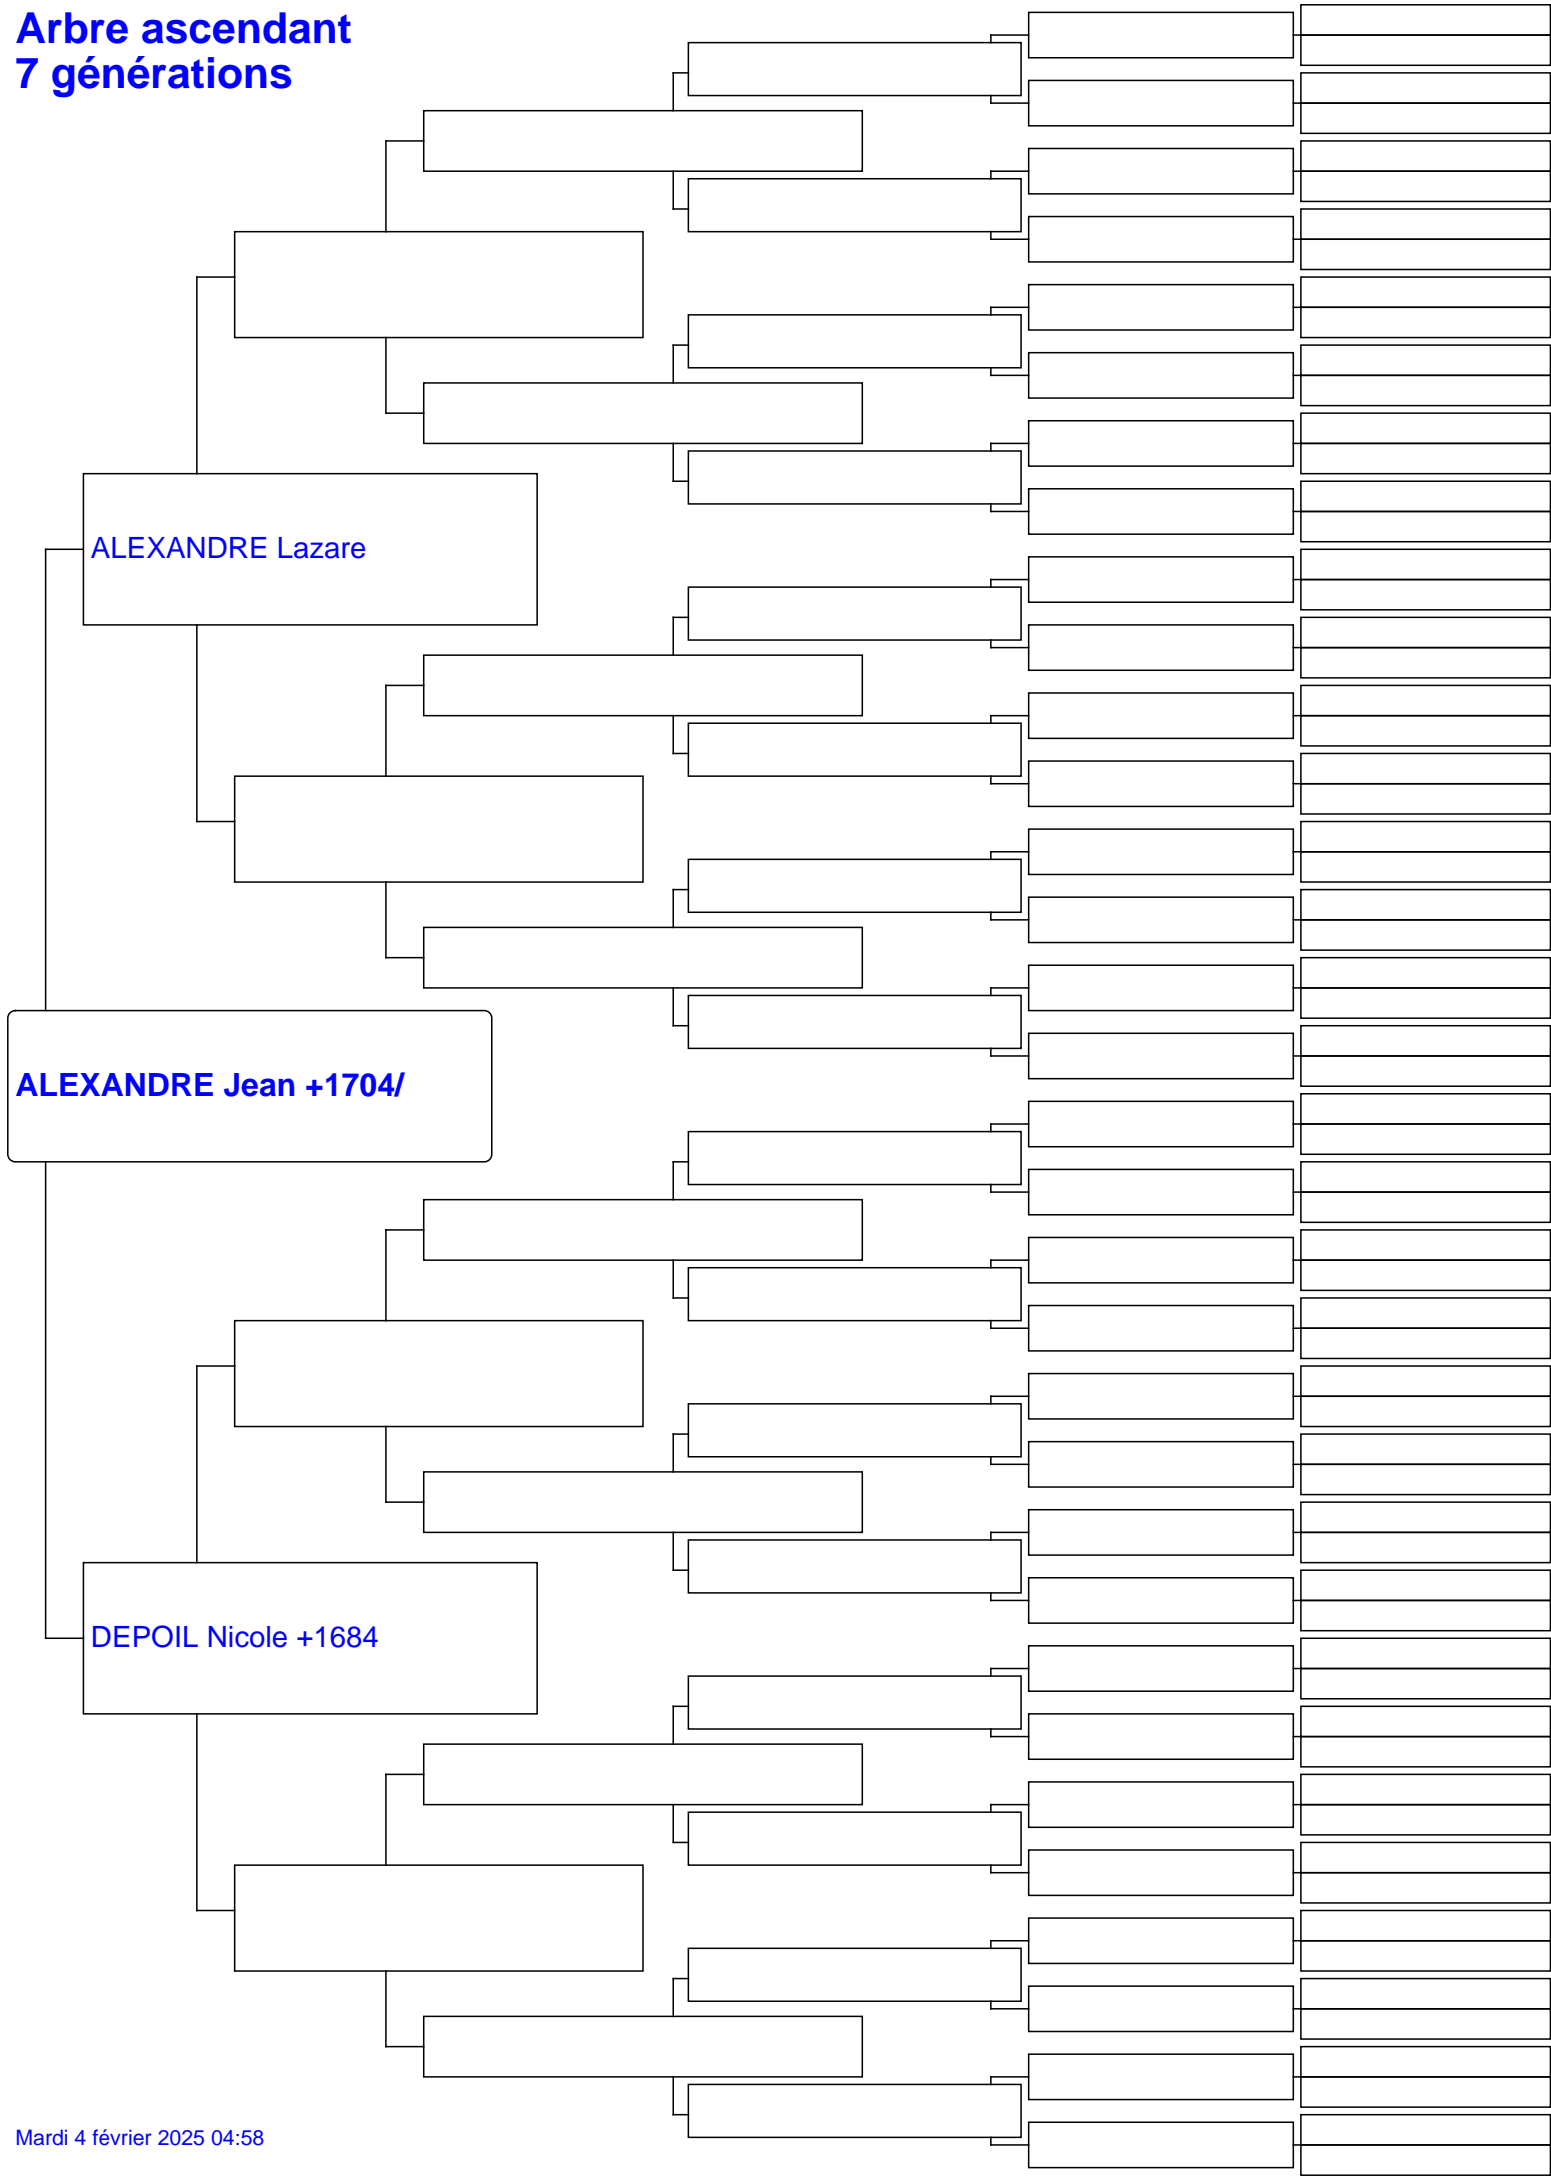 Arbre ascendant
7 générations
ALEXANDRE Lazare
ALEXANDRE Jean +1704/
DEPOIL Nicole +1684
Mardi 4 février 2025 04:58